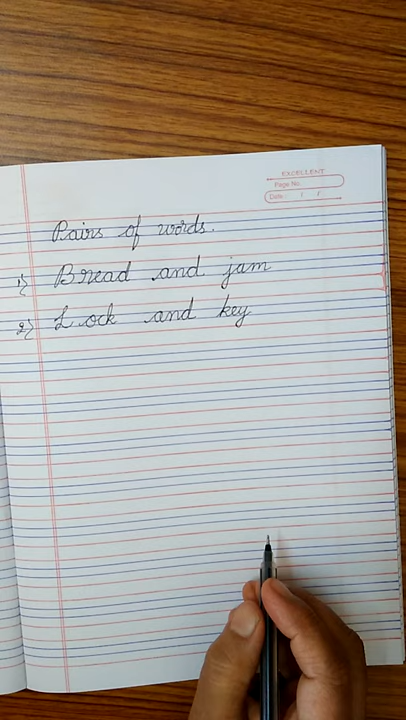 EXCELLENT
Page No.
Date: / /
Pairs of words.
1) Bread and jam
2) Lock and key